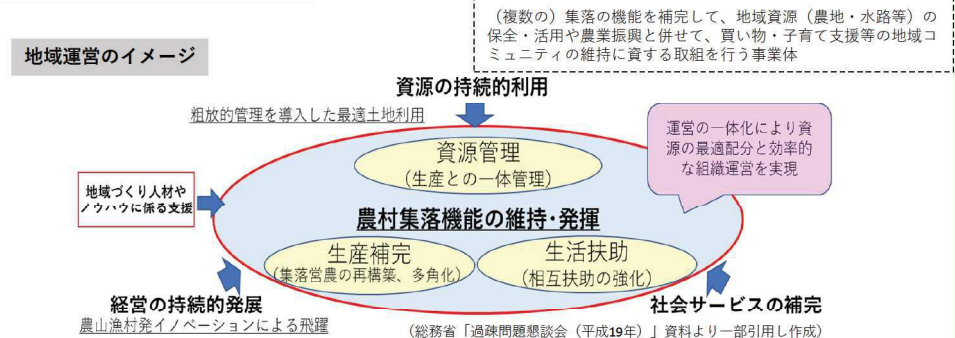 （複数の）集落の機能を補完して、地域資源（農地・水路等）の
保全・活用や農業振興と併せて、買い物・子育て支援等の地域コ
ミュニティの維持に資する取組を行う事業体
地域運営のイメージ
資源の持続的利用
粗放的管理を導入した最適土地利用
運営の一体化により資
源の最適配分と効率的
な組織運営を実現
資源管理
（生産との一体管理）
地域づくり人材や
ノウハウに係る支援
農村集落機能の維持・発揮
生産補完
（集落営農の再構築、多角化）
生活扶助
（相互扶助の強化）
経営の持続的発展
農山漁村発イノベーションによる飛躍
社会サービスの補完
（総務省「過疎問題懇談会（平成19年）」資料より一部引用し作成）